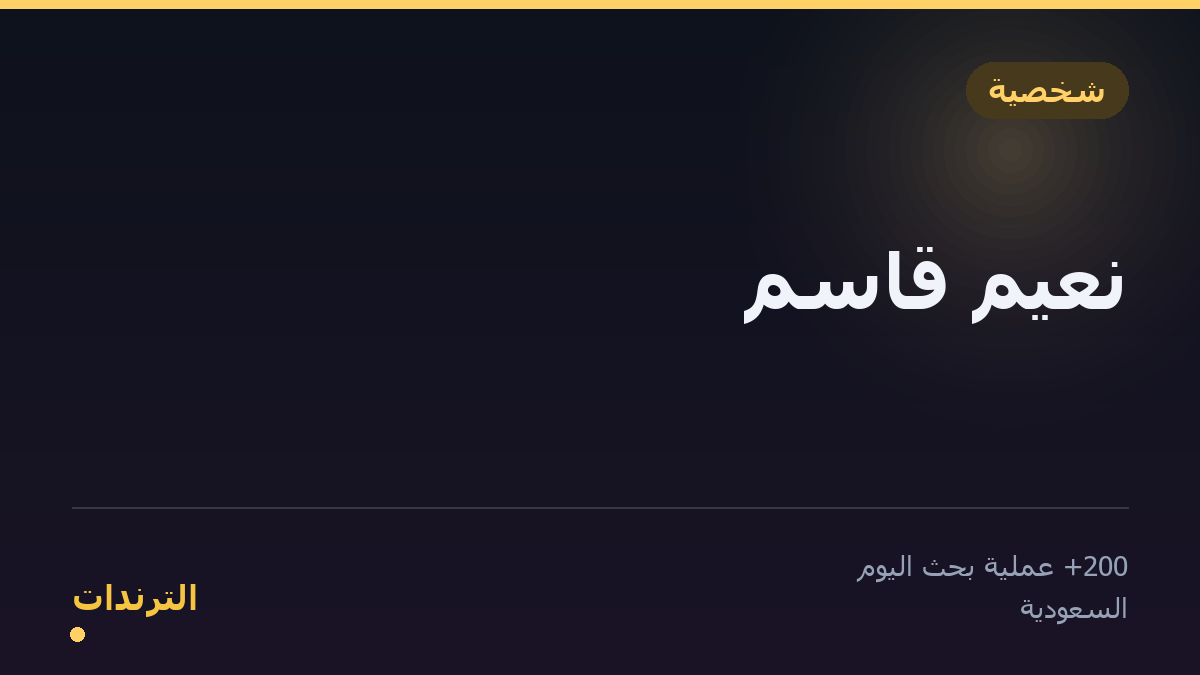 شخصية
نعيم قاسم
+200 عملية بحث اليوم
السعودية
الترندات